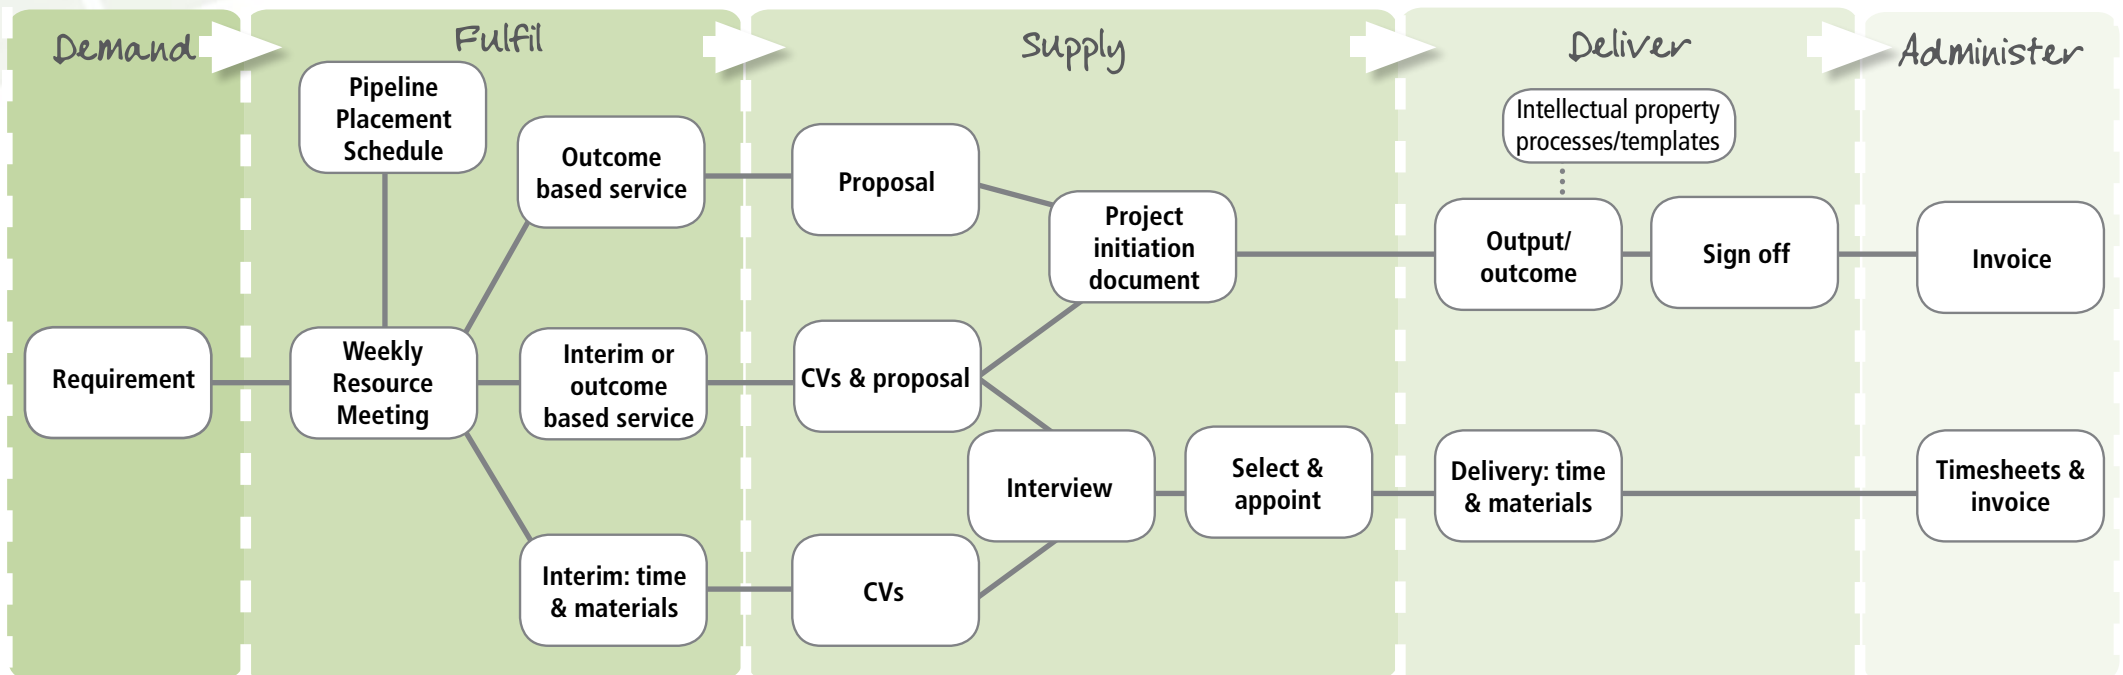 Demand
Fulfil
Supply
Deliver
Administer
Pipeline
Placement
Schedule
Outcome
based service
Proposal
Project
initiation
document
Intellectual property
processes/templates
Output/
outcome
Sign off
Invoice
Requirement
Weekly
Resource
Meeting
Interim or
outcome
based service
CVs & proposal
Interview
Select &
appoint
Delivery: time
& materials
Timesheets &
invoice
Interim: time
& materials
CVs